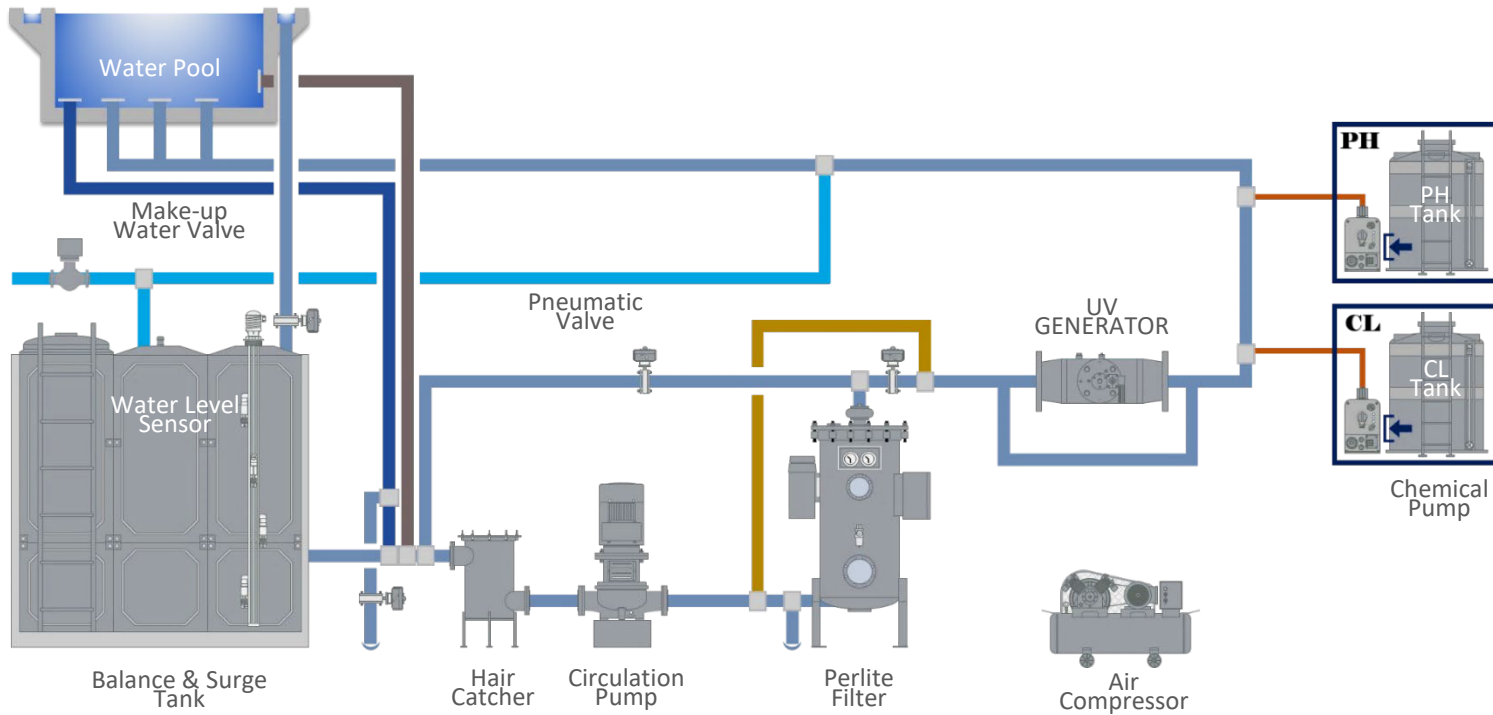 Water Pool
PH
PH
Tank
Make-up
Water Valve
Pneumatic
Valve
UV
GENERATOR
CL
CL
Tank
Water Level
Sensor
Chemical
Pump
Balance & Surge
Tank
Hair
Catcher
Circulation
Pump
Perlite
Filter
Air
Compressor